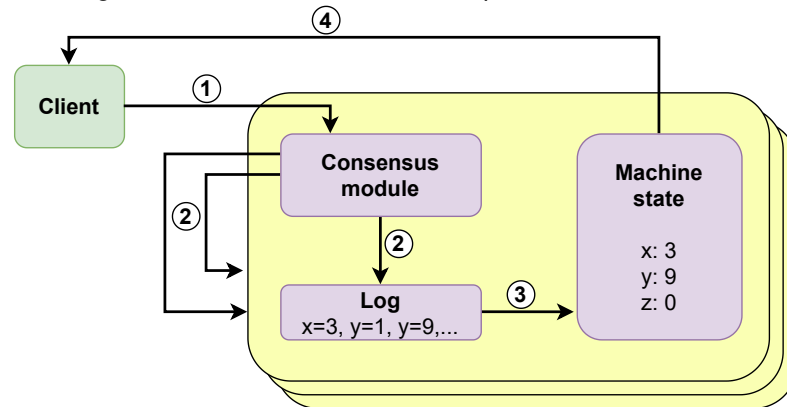 4
Client
1
Consensus
module
Machine
state
2
2
x: 3
y: 9
z: 0
Log
x=3, y=1, y=9,...
3